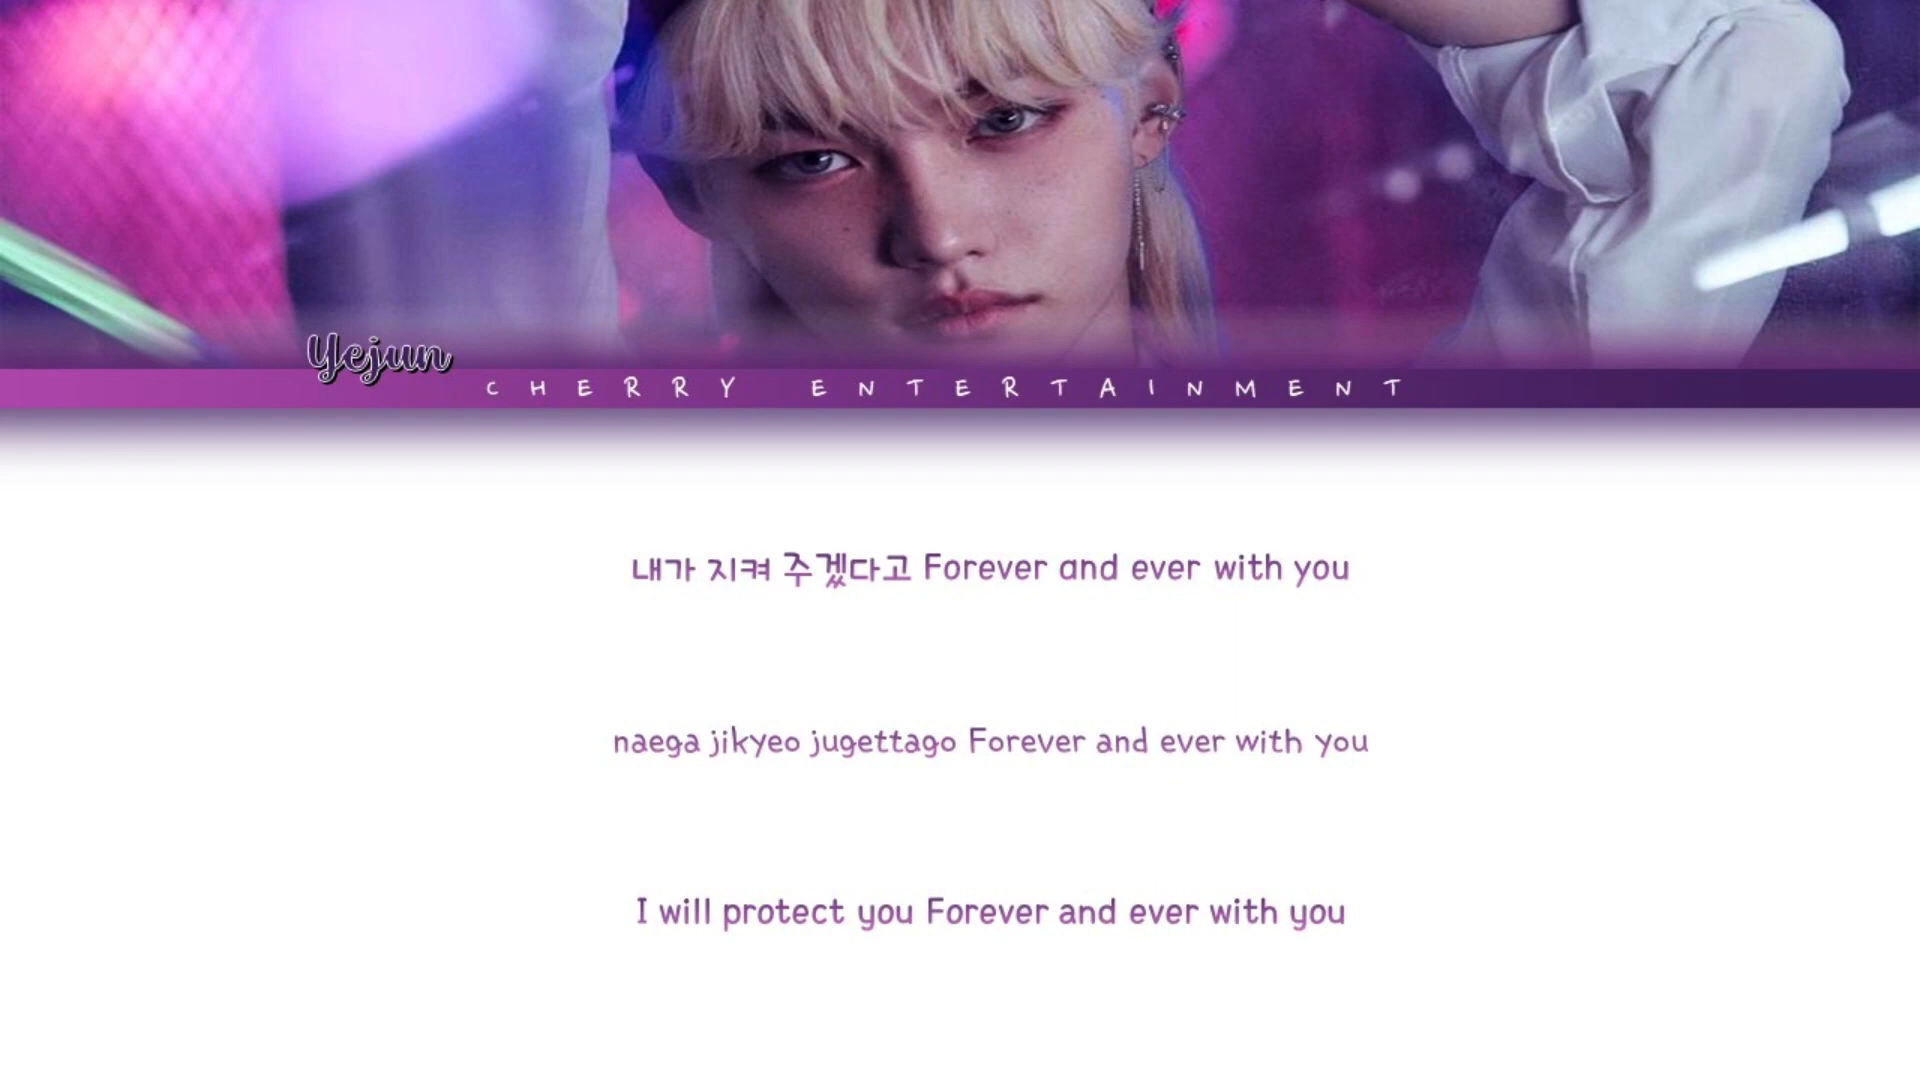 Yejun
CHERRY ENTERTAINMENT
내가 지켜 주겠다고 Forever and ever with you
naega jikyeo jugettago Forever and ever with you
I will protect you Forever and ever with you